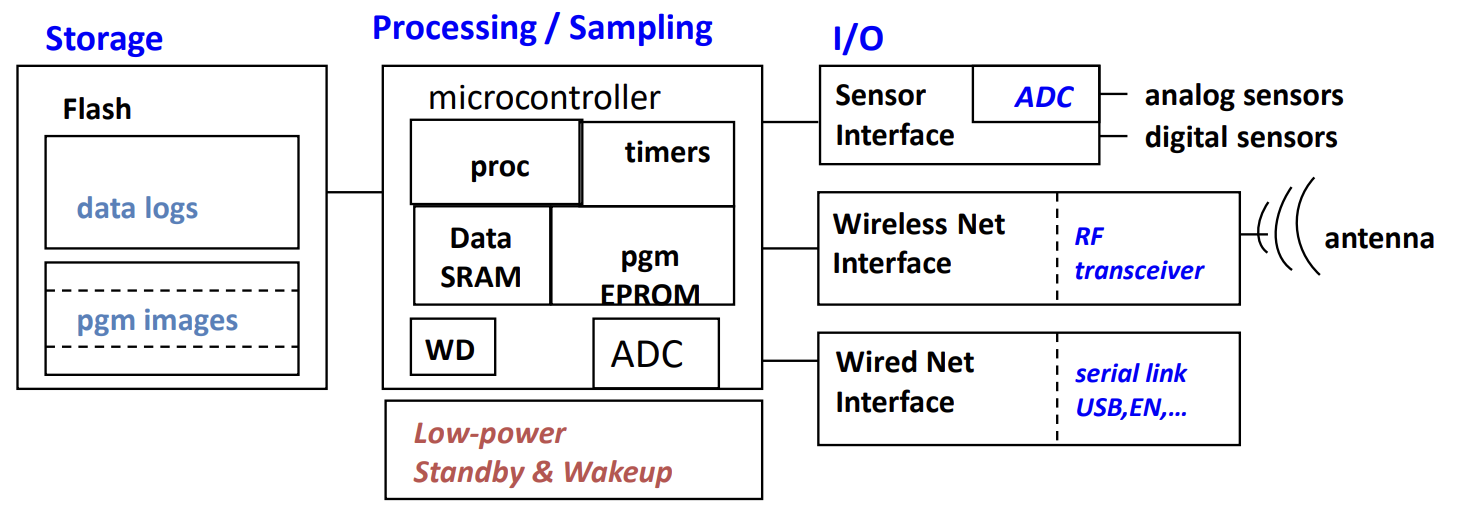 Storage
Flash
data logs
pgm images
Processing / Sampling
microcontroller
proc
timers
Data
SRAM
pgm
EPROM
WD
ADC
Low-power
Standby & Wakeup
I/O
Sensor
Interface
ADC
analog sensors
digital sensors
Wireless Net
Interface
RF
transceiver
antenna
Wired Net
Interface
serial link
USB,EN,...